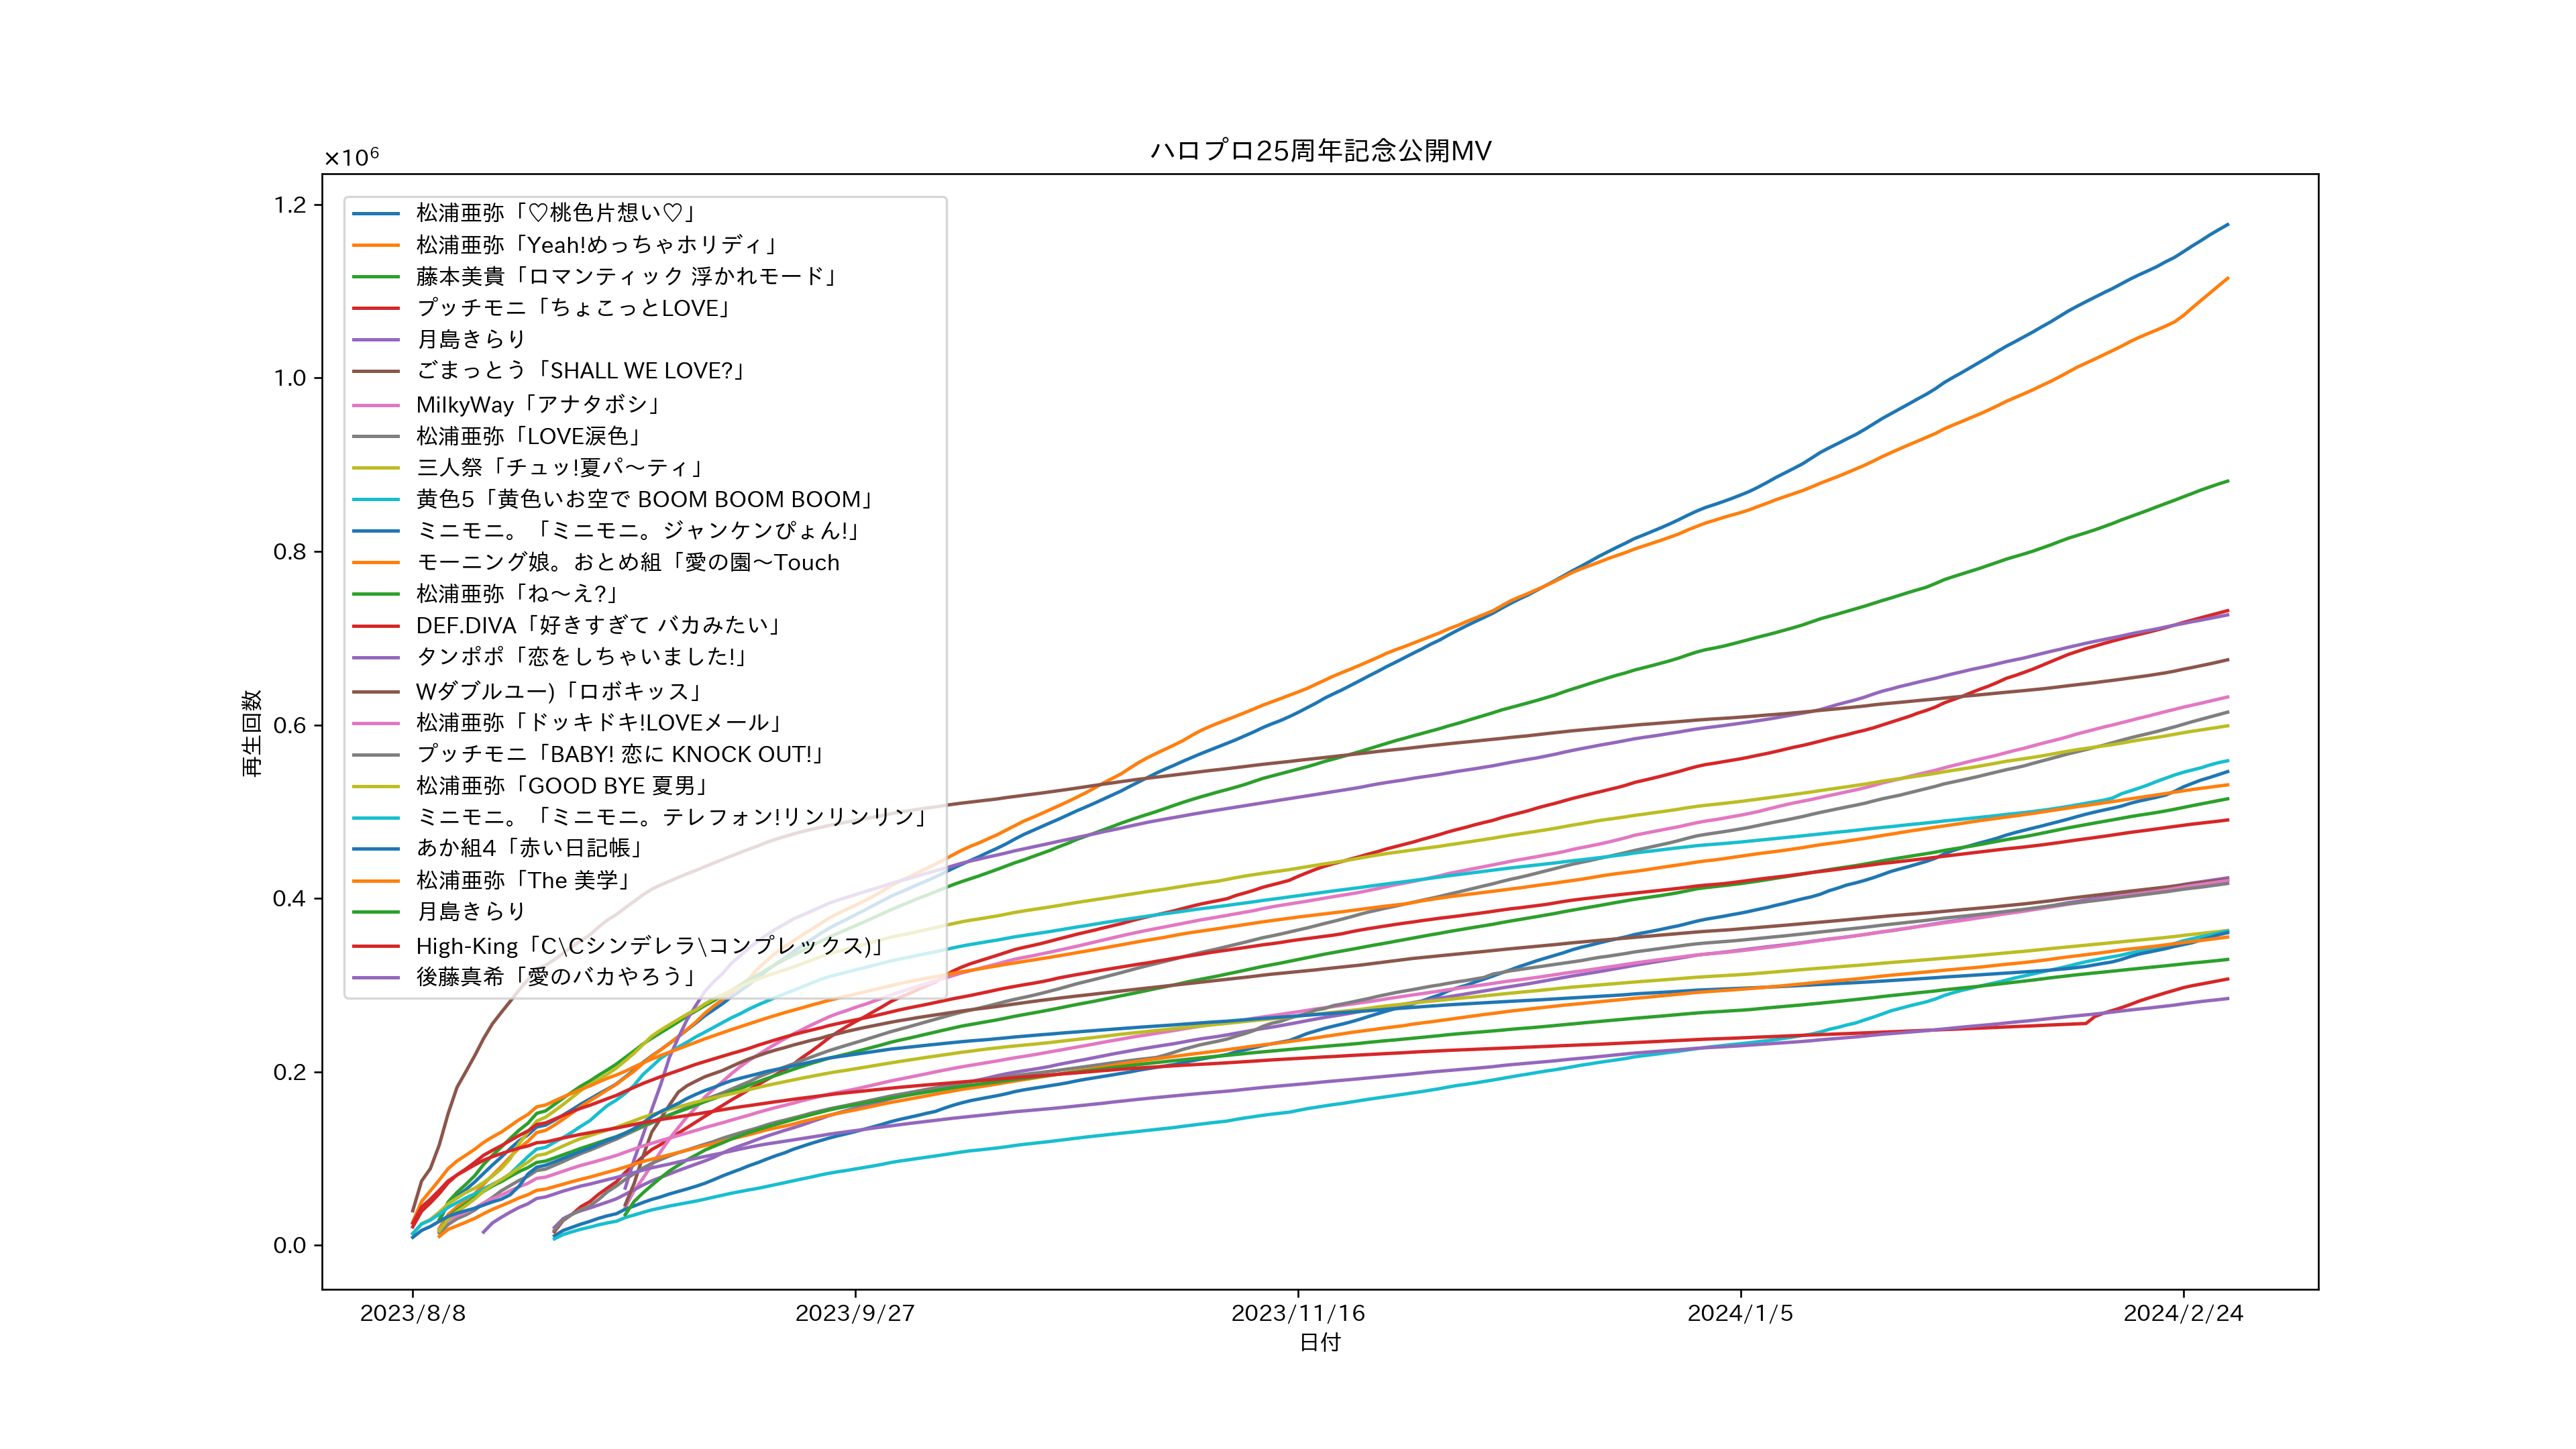 ハロプロ25周年記念公開MV
×10⁶
1.2
1.0
0.8
0.6
0.4
0.2
0.0
再生回数
松浦亜弥「♡桃色片想い♡」
松浦亜弥「Yeah!めっちゃホリディ」
藤本美貴「ロマンティック 浮かれモード」
プッチモニ「ちょこっとLOVE」
月島きらり
ごまっとう「SHALL WE LOVE?」
MilkyWay「アナタボシ」
松浦亜弥「LOVE涙色」
三人祭「チュッ!夏パ〜ティ」
黄色5「黄色いお空で BOOM BOOM BOOM」
ミニモニ。「ミニモニ。ジャンケンぴょん!」
モーニング娘。おとめ組「愛の園〜Touch
松浦亜弥「ね〜え?」
DEF.DIVA「好きすぎて バカみたい」
タンポポ「恋をしちゃいました!」
Wダブルユー)「ロボキッス」
松浦亜弥「ドッキドキ!LOVEメール」
プッチモニ「BABY! 恋に KNOCK OUT!」
松浦亜弥「GOOD BYE 夏男」
ミニモニ。「ミニモニ。テレフォン!リンリンリン」
あか組4「赤い日記帳」
松浦亜弥「The 美学」
月島きらり
High-King「C\Cシンデレラ\コンプレックス)」
後藤真希「愛のバカやろう」
2023/8/8
2023/9/27
2023/11/16
2024/1/5
2024/2/24
日付